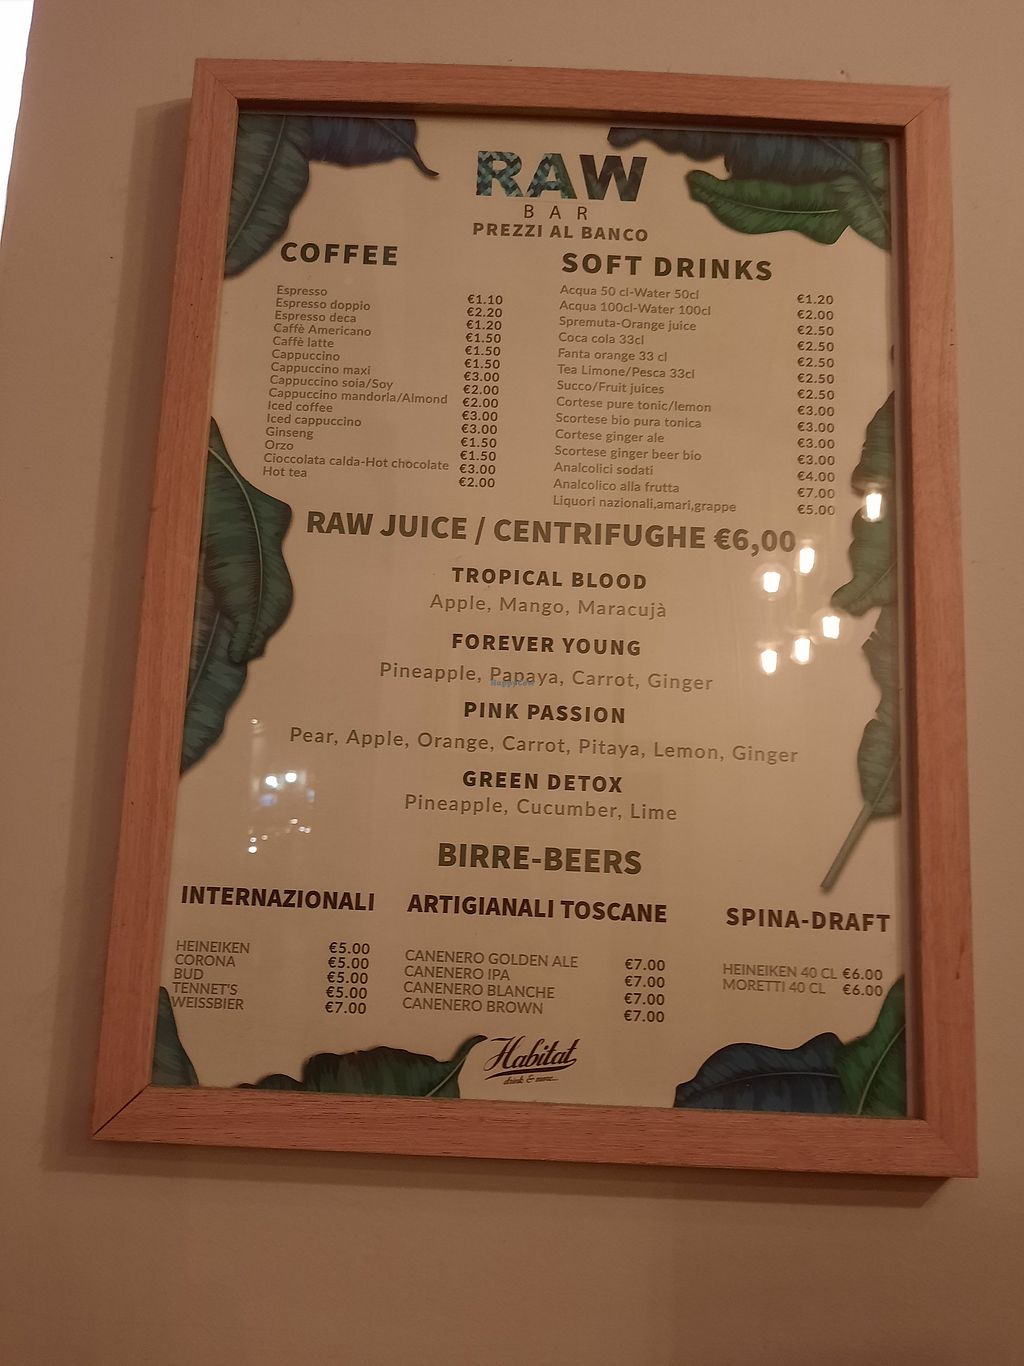 RAW
BAR
PREZZI AL BANCO
COFFEE
Espresso €1.10
Espresso doppio €2.20
Espresso deca €1.20
Caffè Americano €1.50
Caffè latte €1.50
Cappuccino €1.50
Cappuccino maxi €3.00
Cappuccino soia/Soy €2.00
Cappuccino mandorla/Almond €2.00
Iced coffee €3.00
Iced cappuccino €3.00
Ginseng €1.50
Orzo €1.50
Cioccolata calda-Hot chocolate €3.00
Hot tea €2.00
SOFT DRINKS
Acqua 50 cl-Water 50cl €1.20
Acqua 100cl-Water 100cl €2.00
Spremuta-Orange juice €2.50
Coca cola 33cl €2.50
Fanta orange 33 cl €2.50
Tea Limone/Pesca 33cl €2.50
Succo/Fruit juices €2.50
Cortese pure tonic/lemon €3.00
Scortese bio pura tonica €3.00
Cortese ginger ale €3.00
Scortese ginger beer bio €3.00
Analcolici sodati €4.00
Analcolico alla frutta €7.00
Liquori nazionali,amari,grappe €5.00
RAW JUICE / CENTRIFUGHE €6,00
TROPICAL BLOOD
Apple, Mango, Maracujà
FOREVER YOUNG
Pineapple, Papaya, Carrot, Ginger
HappyCow
PINK PASSION
Pear, Apple, Orange, Carrot, Pitaya, Lemon, Ginger
GREEN DETOX
Pineapple, Cucumber, Lime
BIRRE-BEERS
INTERNAZIONALI
HEINEIKEN €5.00
CORONA €5.00
BUD €5.00
TENNET'S €5.00
WEISSBIER €7.00
ARTIGIANALI TOSCANE
CANENERO GOLDEN ALE €7.00
CANENERO IPA €7.00
CANENERO BLANCHE €7.00
CANENERO BROWN €7.00
SPINA-DRAFT
HEINEIKEN 40 CL €6.00
MORETTI 40 CL €6.00
Habitat
drink & more...